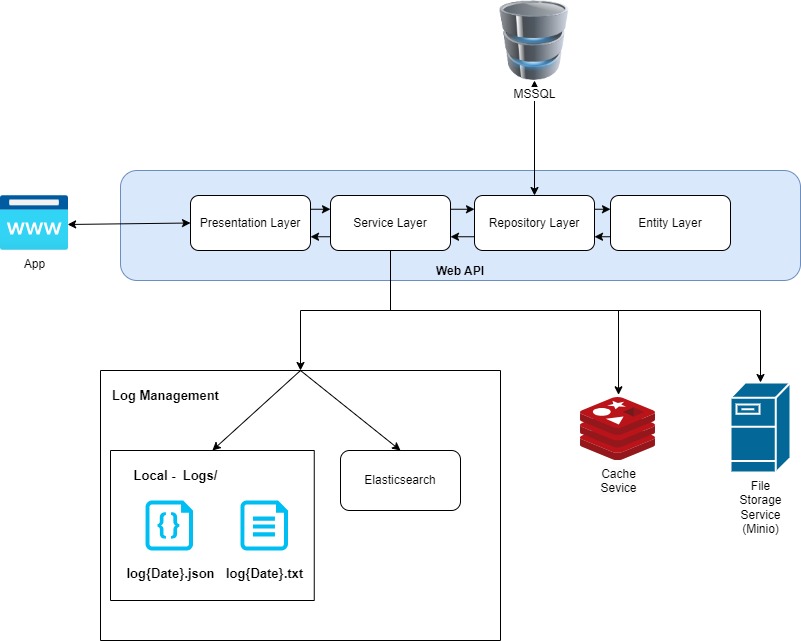 MSSQL
WWW
App
Presentation Layer
Service Layer
Repository Layer
Entity Layer
Web API
Log Management
Local - Logs/
{}
log{Date}.json
log{Date}.txt
Elasticsearch
Cache
Sevice
File
Storage
Service
(Minio)